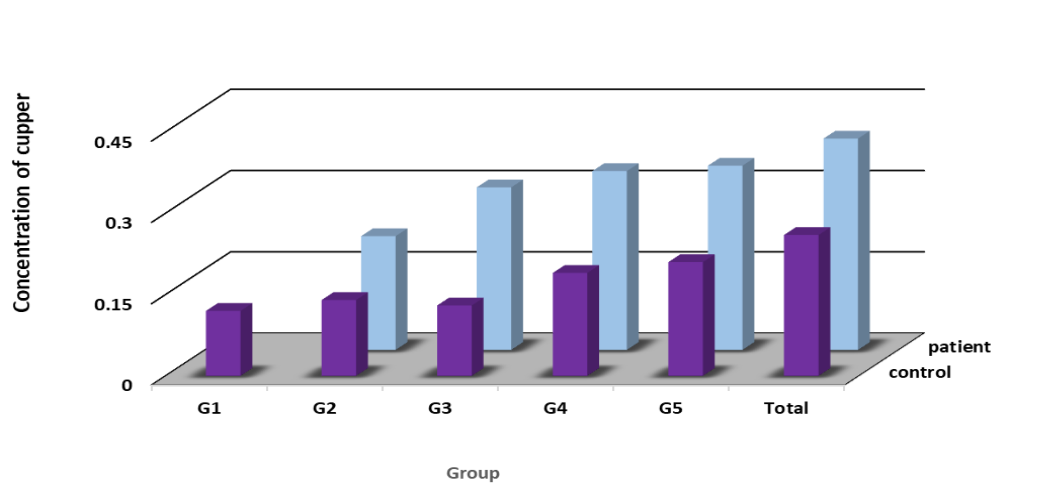 Concentration of cupper
0.45
0.3
0.15
0
patient
control
G1 G2 G3 G4 G5 Total
Group